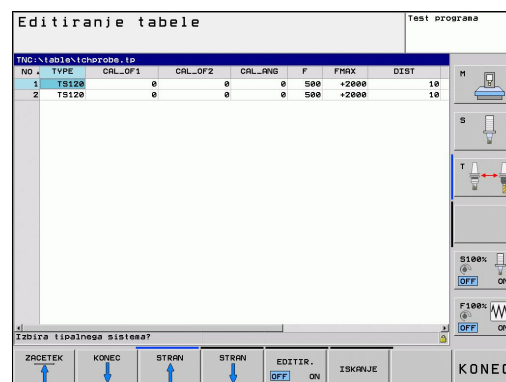 Editiranje tabele
Test programa
TNC:\table\tchprobe.tp
NO TYPE CAL_OF1 CAL_OF2 CAL_ANG F FMAX DIST
1 TS120 0 0 0 500 +2000 10
2 TS120 0 0 0 500 +2000 10
M
S
T
S100%
OFF ON
F100%
OFF ON
Izbira tipalnega sistema?
ZACETEK KONEC STRAN STRAN EDITIR. ISKANJE KONEC
OFF ON